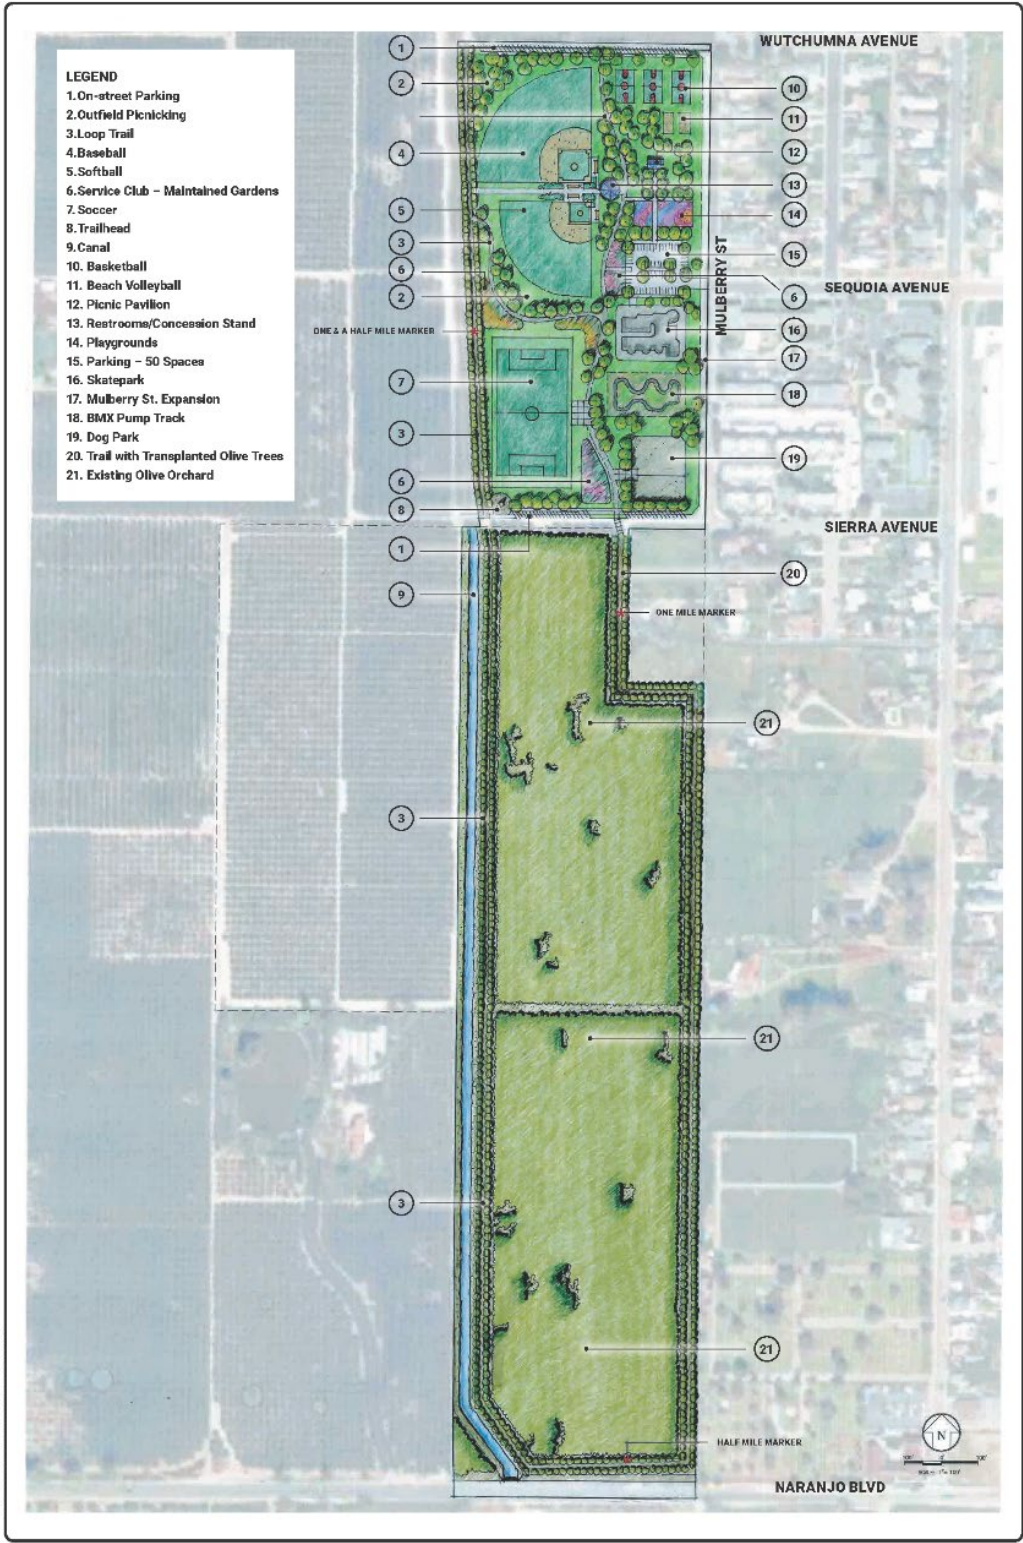 WUTCHUMNA AVENUE
LEGEND
1.On-street Parking
2.Outfield Picnicking
3.Loop Trail
4.Baseball
5.Softball
6.Service Club – Maintained Gardens
7. Soccer
8.Trailhead
9.Canal
10. Basketball
11. Beach Volleyball
12. Picnic Pavilion
13. Restrooms/Concession Stand
14. Playgrounds
15. Parking – 50 Spaces
16. Skatepark
17. Mulberry St. Expansion
18. BMX Pump Track
19. Dog Park
20. Trail with Transplanted Olive Trees
21. Existing Olive Orchard
1
2
10
11
4
12
13
5
14
3
15
MULBERRY ST
6
SEQUOIA AVENUE
2
6
ONE & A HALF MILE MARKER
16
17
7
18
3
19
6
8
SIERRA AVENUE
1
20
9
ONE MILE MARKER
21
3
21
3
21
N
HALF MILE MARKER
100'
0'
100'
NARANJO BLVD